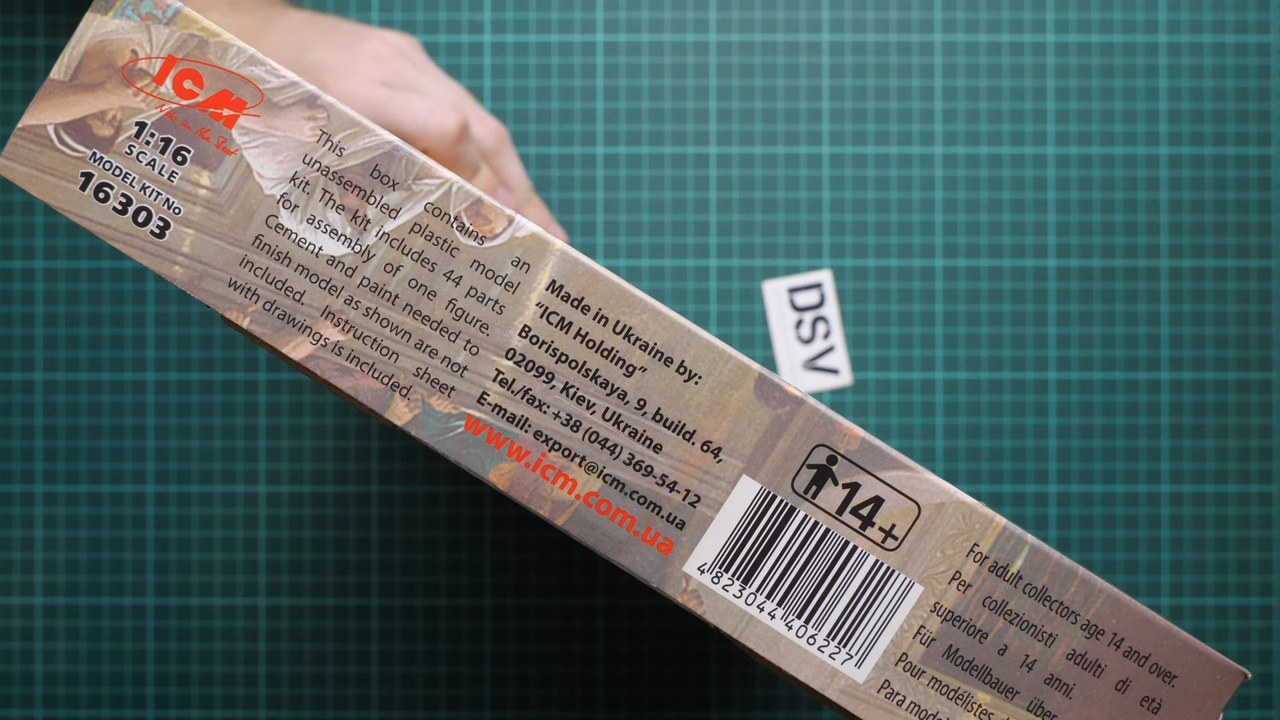 ICM
1:16
SCALE
MODEL KIT No
16303
This box contains an
unassembled plastic model
kit. The kit includes 44 parts
for assembly of one figure.
Cement and paint needed to
finish model as shown are not
included. Instruction sheet
with drawings is included.
Made in Ukraine by:
"ICM Holding"
Borispolskaya, 9, build. 64,
02099, Kiev, Ukraine
Tel./fax: +38 (044) 369-54-12
E-mail: export@icm.com.ua
www.icm.com.ua
14+
4823044406227
For adult collectors age 14 and over.
Per collezionisti adulti di età
superiore a 14 anni.
Für Modellbauer über
Pour modélistes
Para
DSV